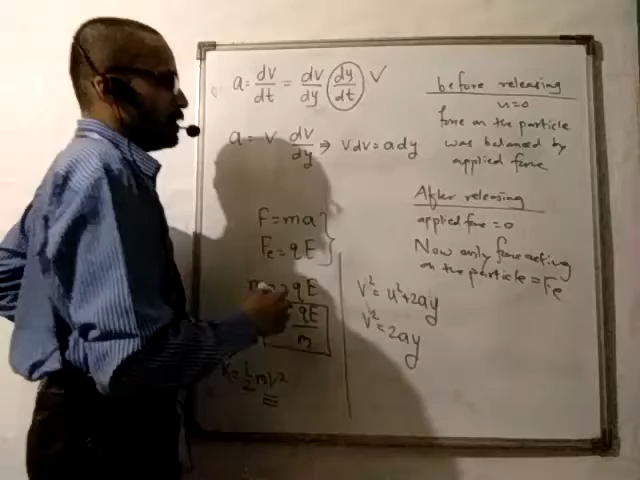 a = dv/dt = dv/dy dy/dt V
a = v dv/dy ⇒ vdv = ady
F = ma
Fe = qE
= qE
qE/m
K = 1/2 mv²
v² = u² + 2ay
v² = 2ay
before releasing
u = 0
force on the particle
was balanced by
applied force
After releasing
applied force = 0
Now only force acting
on the particle = Fe